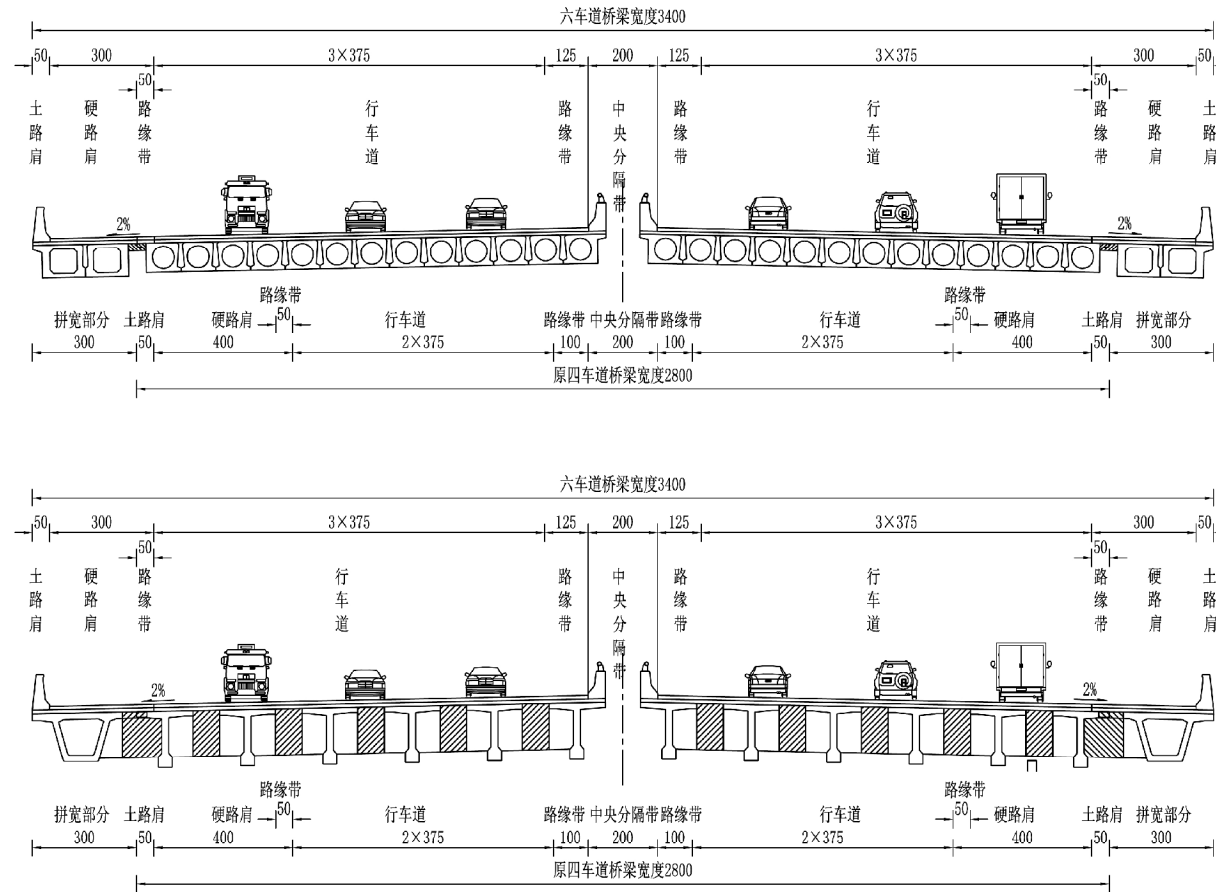 六车道桥梁宽度3400
50 300 3×375 125 200 125 3×375 300 50
50 50
土路肩 硬路肩 路缘带 行车道 路缘带 中央分隔带 路缘带 行车道 路缘带 硬路肩 土路肩
2% 2%
路缘带 路缘带
50 50
拼宽部分 土路肩 硬路肩 行车道 路缘带 中央分隔带 路缘带 行车道 硬路肩 土路肩 拼宽部分
300 50 400 2×375 100 200 100 2×375 400 50 300
原四车道桥梁宽度2800
六车道桥梁宽度3400
50 300 3×375 125 200 125 3×375 300 50
50 50
土路肩 硬路肩 路缘带 行车道 路缘带 中央分隔带 路缘带 行车道 路缘带 硬路肩 土路肩
2% 2%
路缘带 路缘带
50 50
拼宽部分 土路肩 硬路肩 行车道 路缘带 中央分隔带 路缘带 行车道 硬路肩 土路肩 拼宽部分
300 50 400 2×375 100 200 100 2×375 400 50 300
原四车道桥梁宽度2800